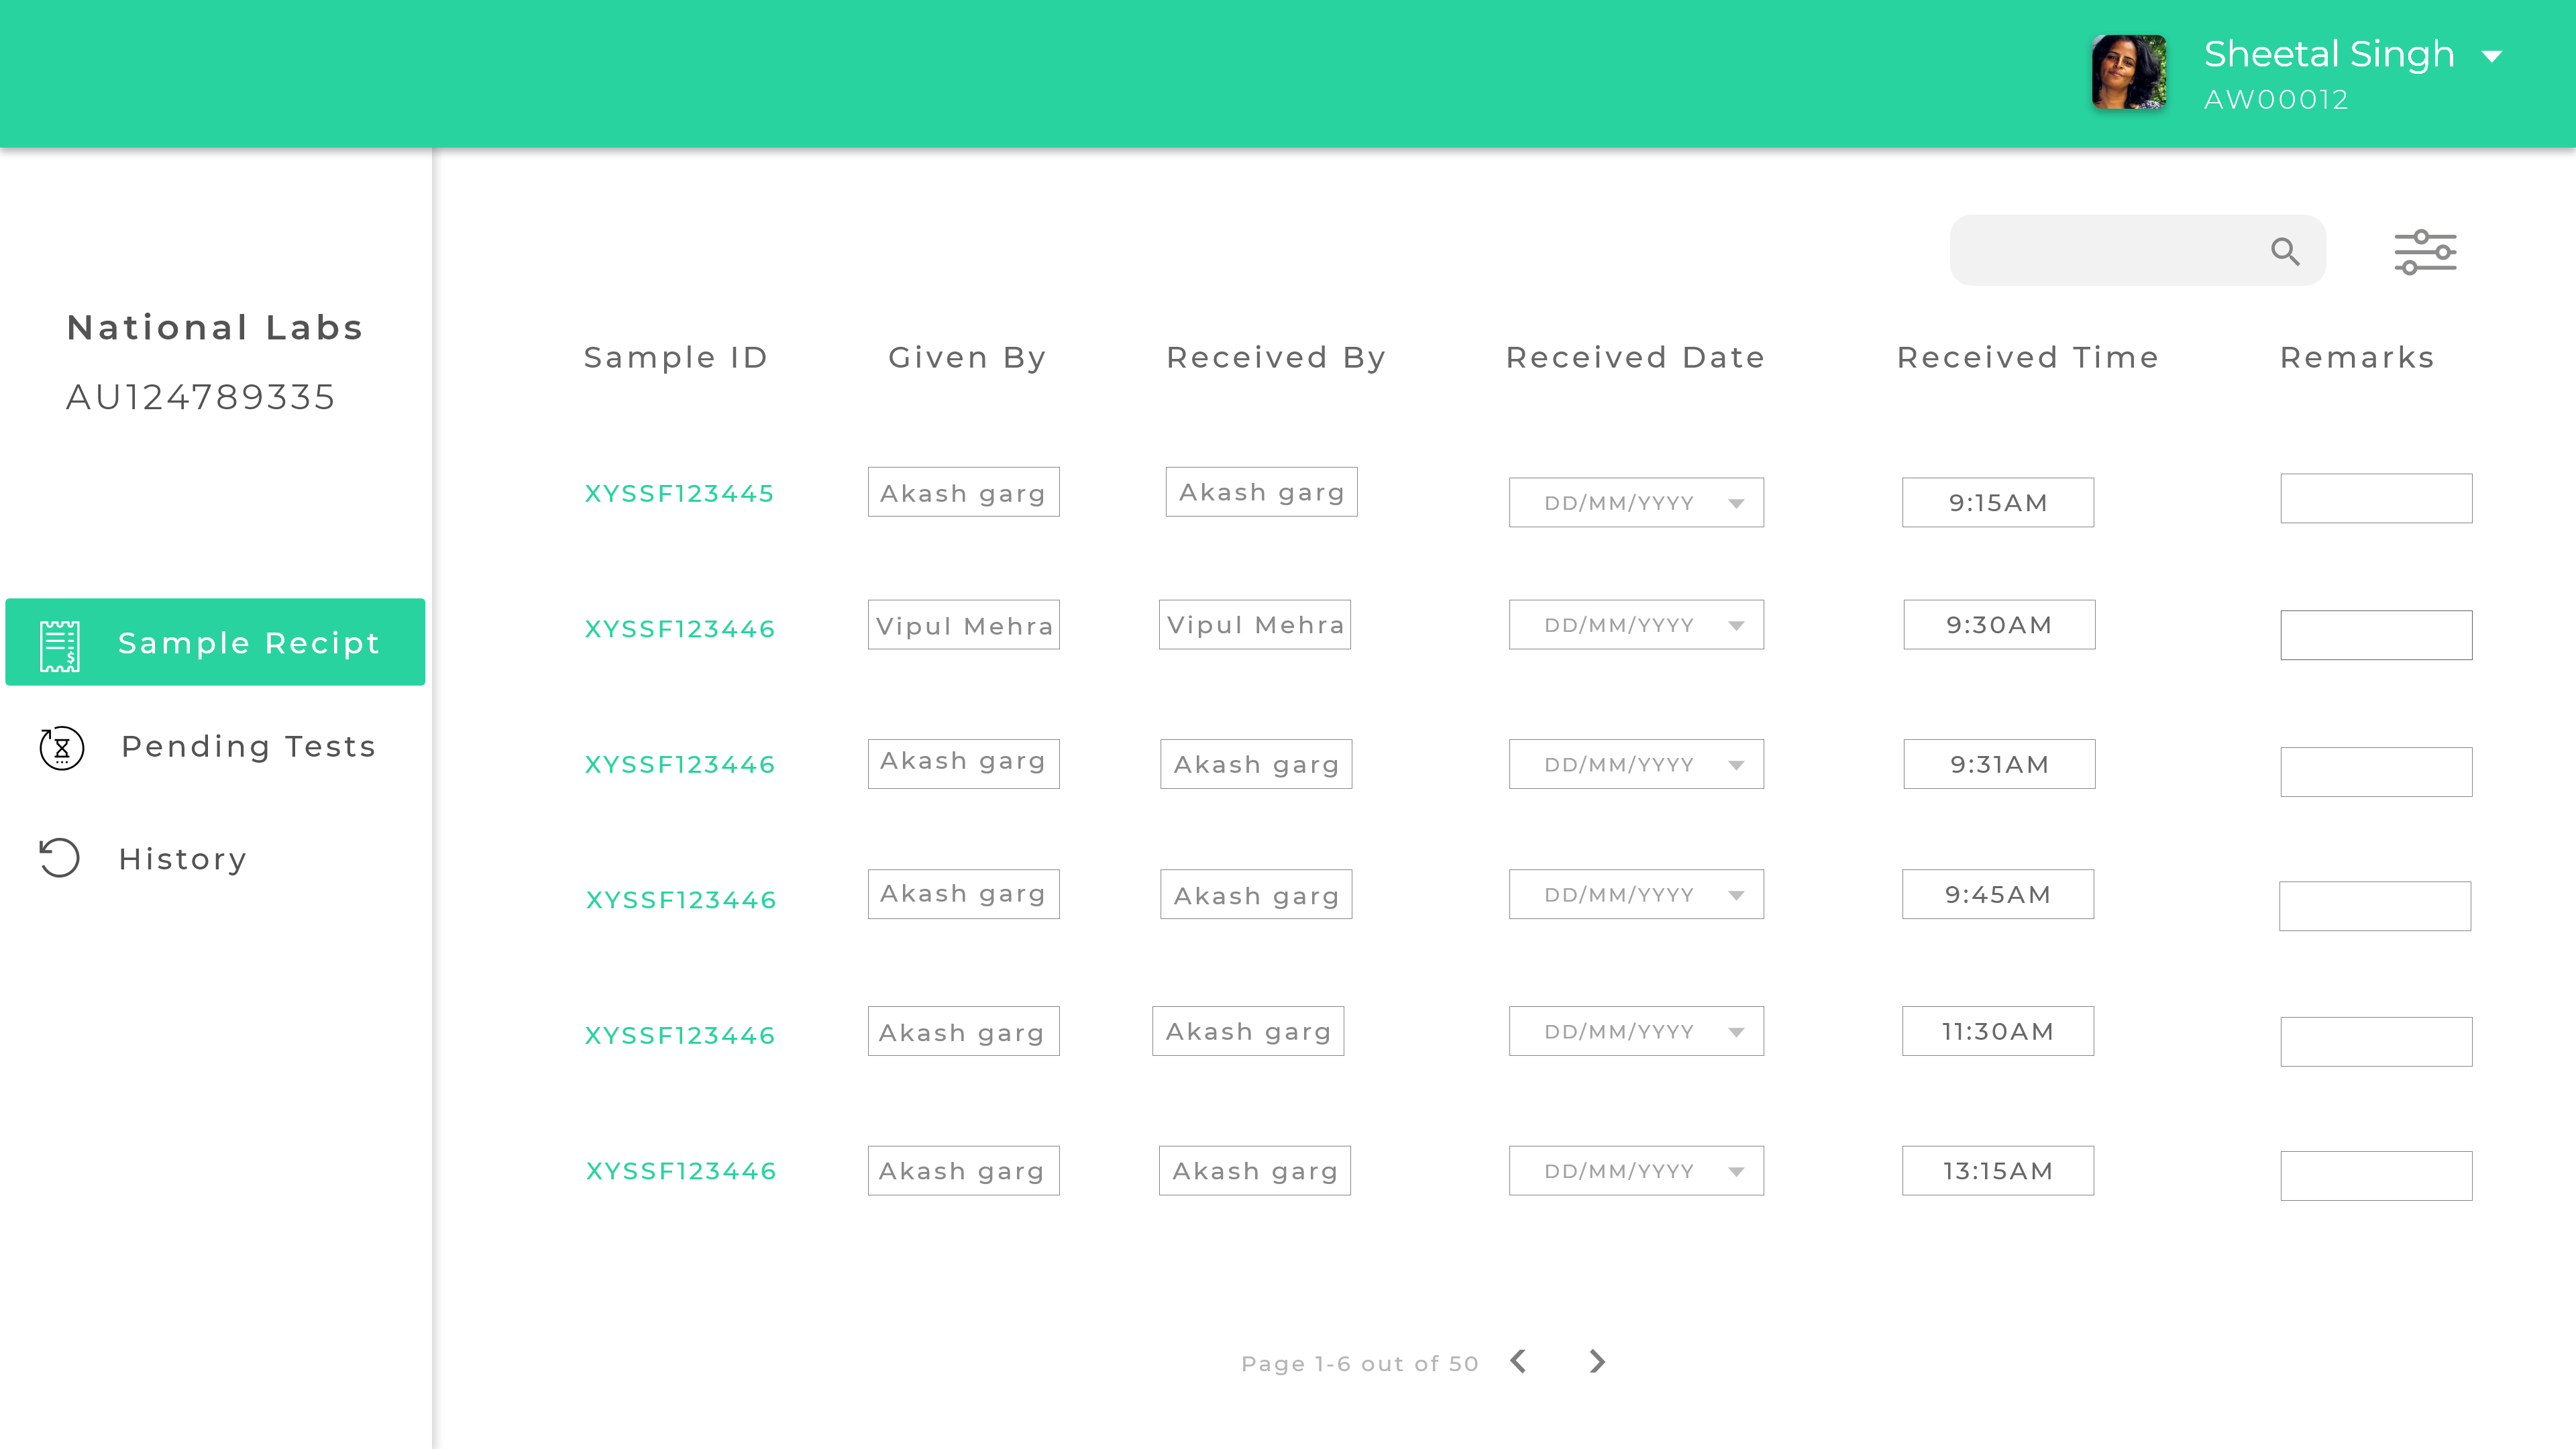 Sheetal Singh
AW00012
National Labs
AU124789335
Sample Recipt
Pending Tests
History
Sample ID Given By Received By Received Date Received Time Remarks
XYSSF123445 Akash garg Akash garg DD/MM/YYYY 9:15AM
XYSSF123446 Vipul Mehra Vipul Mehra DD/MM/YYYY 9:30AM
XYSSF123446 Akash garg Akash garg DD/MM/YYYY 9:31AM
XYSSF123446 Akash garg Akash garg DD/MM/YYYY 9:45AM
XYSSF123446 Akash garg Akash garg DD/MM/YYYY 11:30AM
XYSSF123446 Akash garg Akash garg DD/MM/YYYY 13:15AM
Page 1-6 out of 50